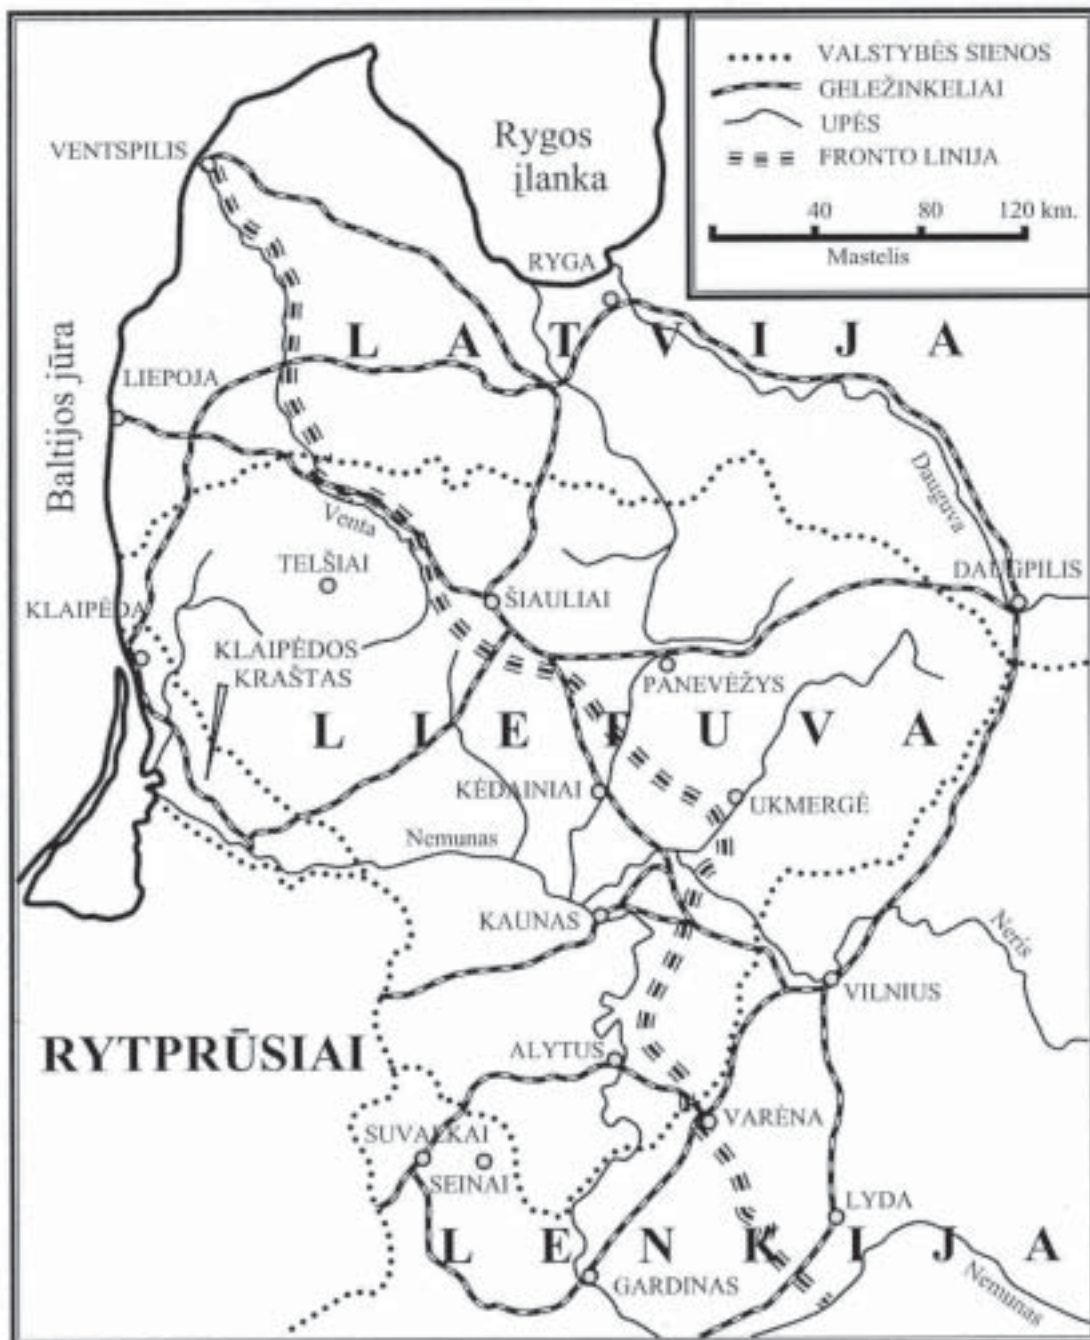 VALSTYBĖS SIENOS
GELEŽINKELIAI
UPĖS
FRONTO LINIJA
40 80 120 km.
Mastelis
VENTSPILIS
Rygos
įlanka
RYGA
LATVIJA
LIEPOJA
Baltijos jūra
Dauguva
Venta
TELŠIAI
DAUGPILIS
KLAIPĖDA
ŠIAULIAI
KLAIPĖDOS
KRAŠTAS
PANEVĖŽYS
LIETUVA
KĖDAINIAI
UKMERGĖ
Nemunas
KAUNAS
Neris
VILNIUS
RYTPRŪSIAI
ALYTUS
VARĖNA
SUVALKAI
SEINAI
LYDA
LENKIJA
GARDINAS
Nemunas